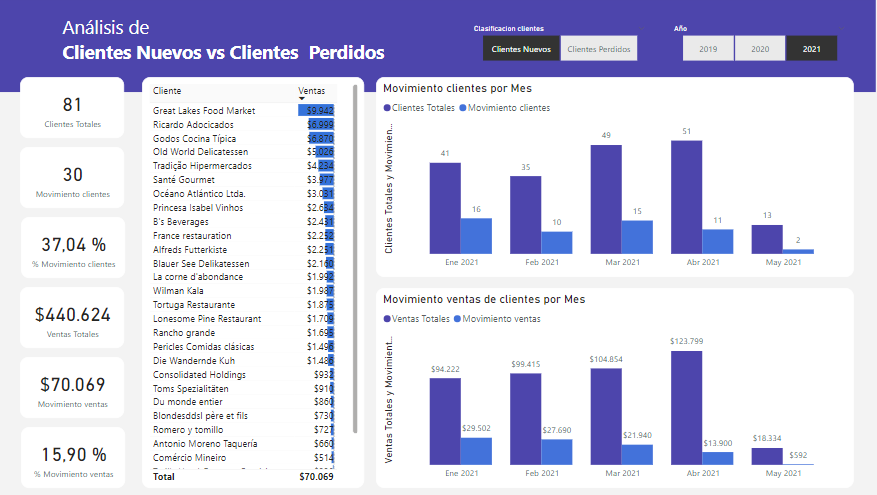 Análisis de
Clientes Nuevos vs Clientes Perdidos
Clasificacion clientes
Clientes Nuevos
Clientes Perdidos
Año
2019
2020
2021
81
Clientes Totales
30
Movimiento clientes
37,04 %
% Movimiento clientes
$440.624
Ventas Totales
$70.069
Movimiento ventas
15,90 %
% Movimiento ventas
Cliente Ventas
Great Lakes Food Market $9.942
Ricardo Adocicados $6.999
Godos Cocina Típica $6.870
Old World Delicatessen $5.026
Tradição Hipermercados $4.234
Santé Gourmet $3.977
Océano Atlántico Ltda. $3.031
Princesa Isabel Vinhos $2.634
B's Beverages $2.431
France restauration $2.252
Alfreds Futterkiste $2.251
Blauer See Delikatessen $2.160
La corne d'abondance $1.992
Wilman Kala $1.987
Tortuga Restaurante $1.875
Lonesome Pine Restaurant $1.709
Rancho grande $1.695
Pericles Comidas clásicas $1.496
Die Wandernde Kuh $1.486
Consolidated Holdings $932
Toms Spezialitäten $910
Du monde entier $860
Blondesddsl père et fils $730
Romero y tomillo $727
Antonio Moreno Taquería $660
Comércio Mineiro $514
Total $70.069
Movimiento clientes por Mes
Clientes Totales Movimiento clientes
Clientes Totales y Movimien...
41
16
35
10
49
15
51
11
13
2
Ene 2021
Feb 2021
Mar 2021
Abr 2021
May 2021
Movimiento ventas de clientes por Mes
Ventas Totales Movimiento ventas
Ventas Totales y Movimient...
$94.222
$29.502
$99.415
$27.690
$104.854
$21.940
$123.799
$13.900
$18.334
$592
Ene 2021
Feb 2021
Mar 2021
Abr 2021
May 2021